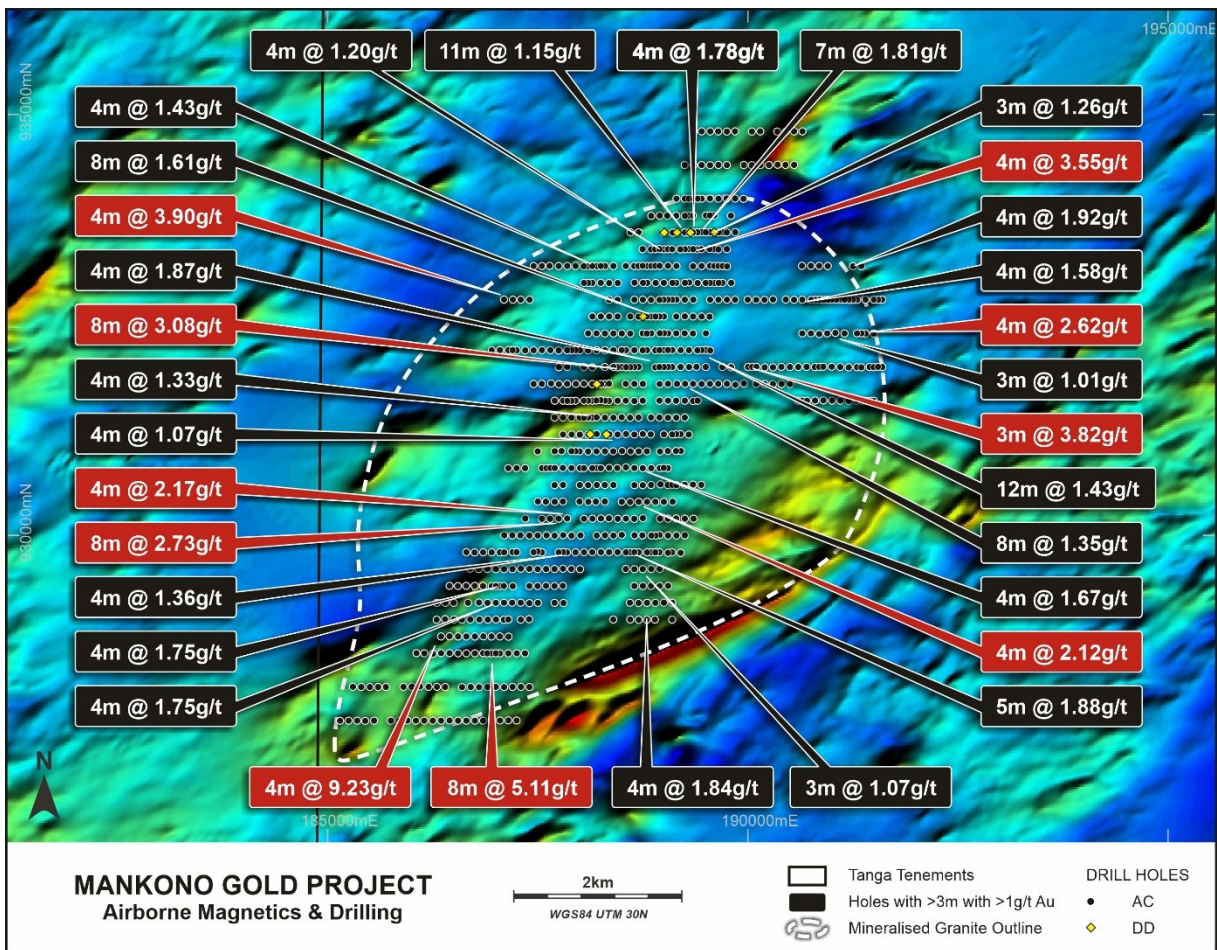 195000mE
4m @ 1.20g/t
11m @ 1.15g/t
4m @ 1.78g/t
7m @ 1.81g/t
935000mN
4m @ 1.43g/t
8m @ 1.61g/t
4m @ 3.90g/t
4m @ 1.87g/t
8m @ 3.08g/t
4m @ 1.33g/t
4m @ 1.07g/t
4m @ 2.17g/t
8m @ 2.73g/t
4m @ 1.36g/t
4m @ 1.75g/t
4m @ 1.75g/t
3m @ 1.26g/t
4m @ 3.55g/t
4m @ 1.92g/t
4m @ 1.58g/t
4m @ 2.62g/t
3m @ 1.01g/t
3m @ 3.82g/t
12m @ 1.43g/t
8m @ 1.35g/t
4m @ 1.67g/t
4m @ 2.12g/t
5m @ 1.88g/t
930000mN
930000mN
N
4m @ 9.23g/t
8m @ 5.11g/t
4m @ 1.84g/t
3m @ 1.07g/t
185000mE
190000mE
MANKONO GOLD PROJECT
Airborne Magnetics & Drilling
2km
WGS84 UTM 30N
Tanga Tenements
Holes with >3m with >1g/t Au
Mineralised Granite Outline
DRILL HOLES
AC
DD